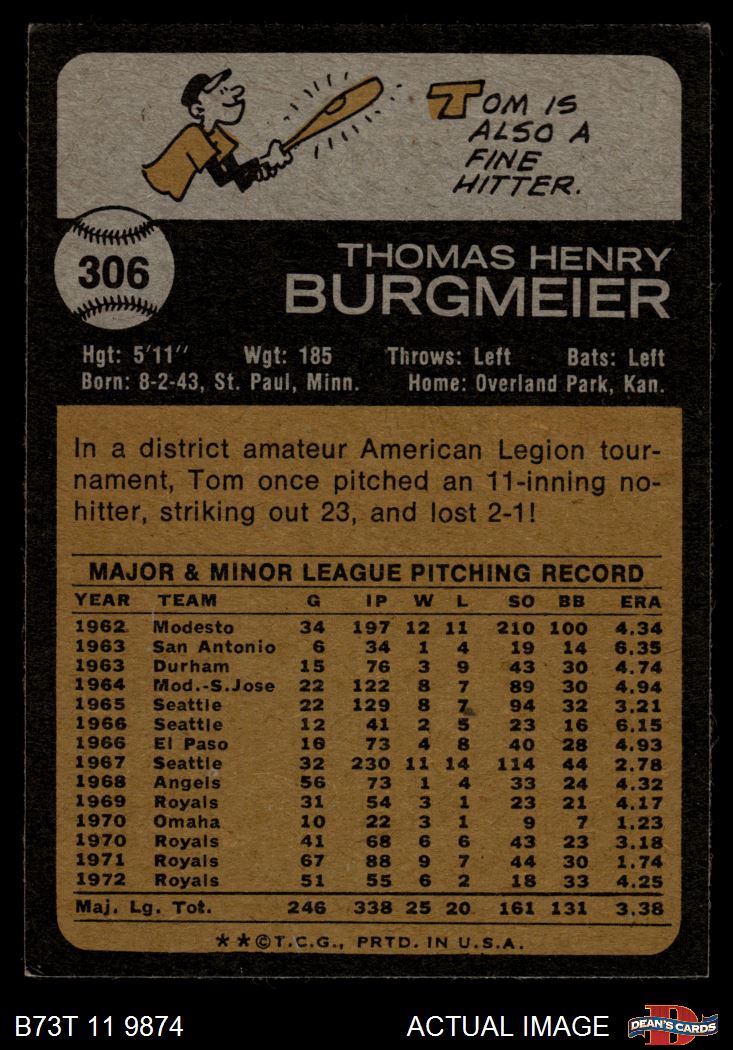 TOM IS
ALSO A
FINE
HITTER.
306
THOMAS HENRY
BURGMEIER
Hgt: 5'11" Wgt: 185 Throws: Left Bats: Left
Born: 8-2-43, St. Paul, Minn. Home: Overland Park, Kan.
In a district amateur American Legion tour-
nament, Tom once pitched an 11-inning no-
hitter, striking out 23, and lost 2-1!
MAJOR & MINOR LEAGUE PITCHING RECORD
YEAR TEAM G IP W L SO BB ERA
1962 Modesto 34 197 12 11 210 100 4.34
1963 San Antonio 6 34 1 4 19 14 6.35
1963 Durham 15 76 3 9 43 30 4.74
1964 Mod.-S.Jose 22 122 8 7 89 30 4.94
1965 Seattle 22 129 8 7 94 32 3.21
1966 Seattle 12 41 2 5 23 16 6.15
1966 El Paso 16 73 4 8 40 28 4.93
1967 Seattle 32 230 11 14 114 44 2.78
1968 Angels 56 73 1 4 33 24 4.32
1969 Royals 31 54 3 1 23 21 4.17
1970 Omaha 10 22 3 1 9 7 1.23
1970 Royals 41 68 6 6 43 23 3.18
1971 Royals 67 88 9 7 44 30 1.74
1972 Royals 51 55 6 2 18 33 4.25
Maj. Lg. Tot. 246 338 25 20 161 131 3.38
**©T.C.G., PRTD. IN U.S.A.
B73T 11 9874 ACTUAL IMAGE DEAN'S CARDS